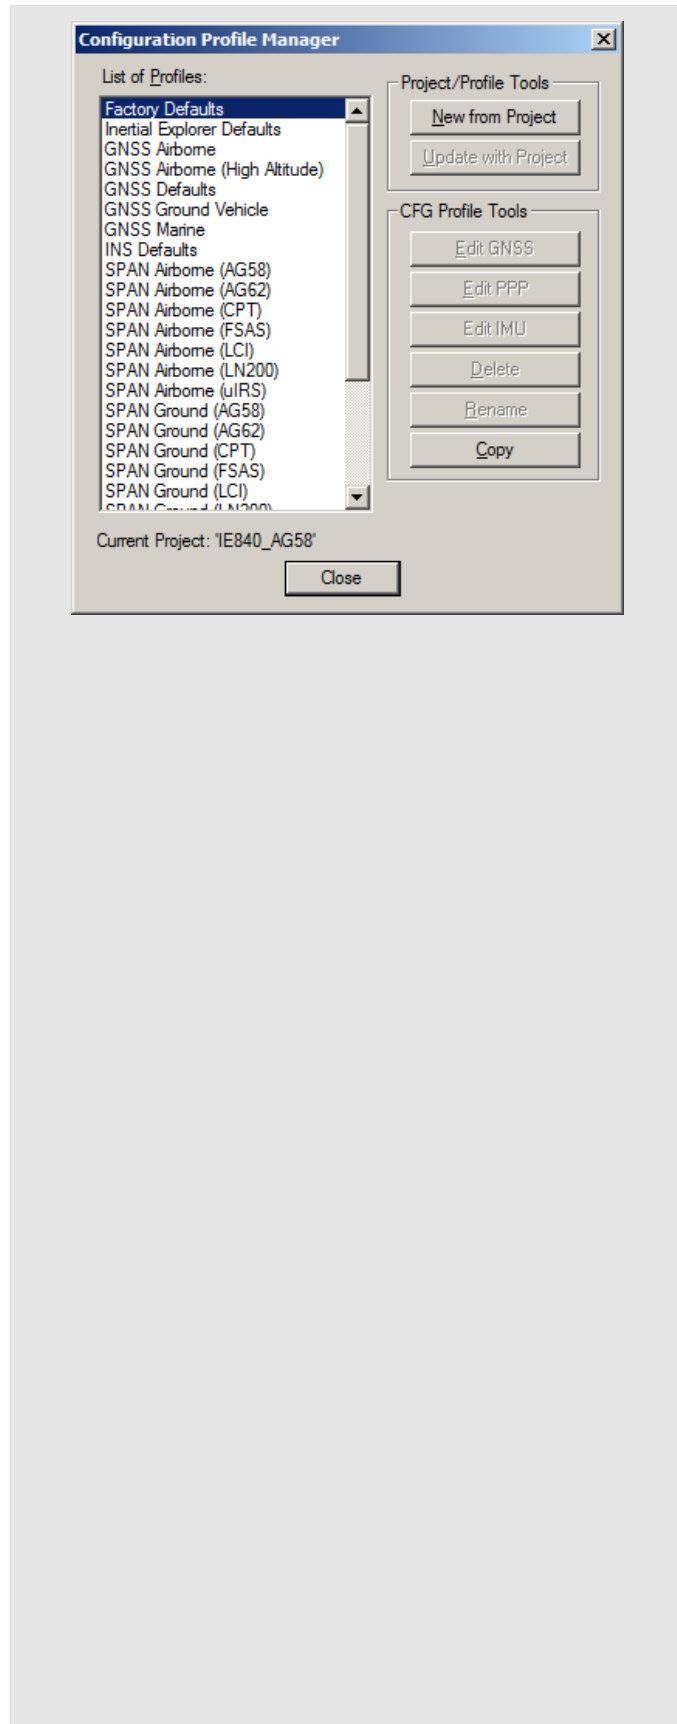 Configuration Profile Manager
List of Profiles:
Factory Defaults
Inertial Explorer Defaults
GNSS Airborne
GNSS Airborne (High Altitude)
GNSS Defaults
GNSS Ground Vehicle
GNSS Marine
INS Defaults
SPAN Airborne (AG58)
SPAN Airborne (AG62)
SPAN Airborne (CPT)
SPAN Airborne (FSAS)
SPAN Airborne (LCI)
SPAN Airborne (LN200)
SPAN Airborne (uIRS)
SPAN Ground (AG58)
SPAN Ground (AG62)
SPAN Ground (CPT)
SPAN Ground (FSAS)
SPAN Ground (LCI)
SPAN Ground (LN200)
Project/Profile Tools
New from Project
Update with Project
CFG Profile Tools
Edit GNSS
Edit PPP
Edit IMU
Delete
Rename
Copy
Current Project: 'IE840_AG58'
Close